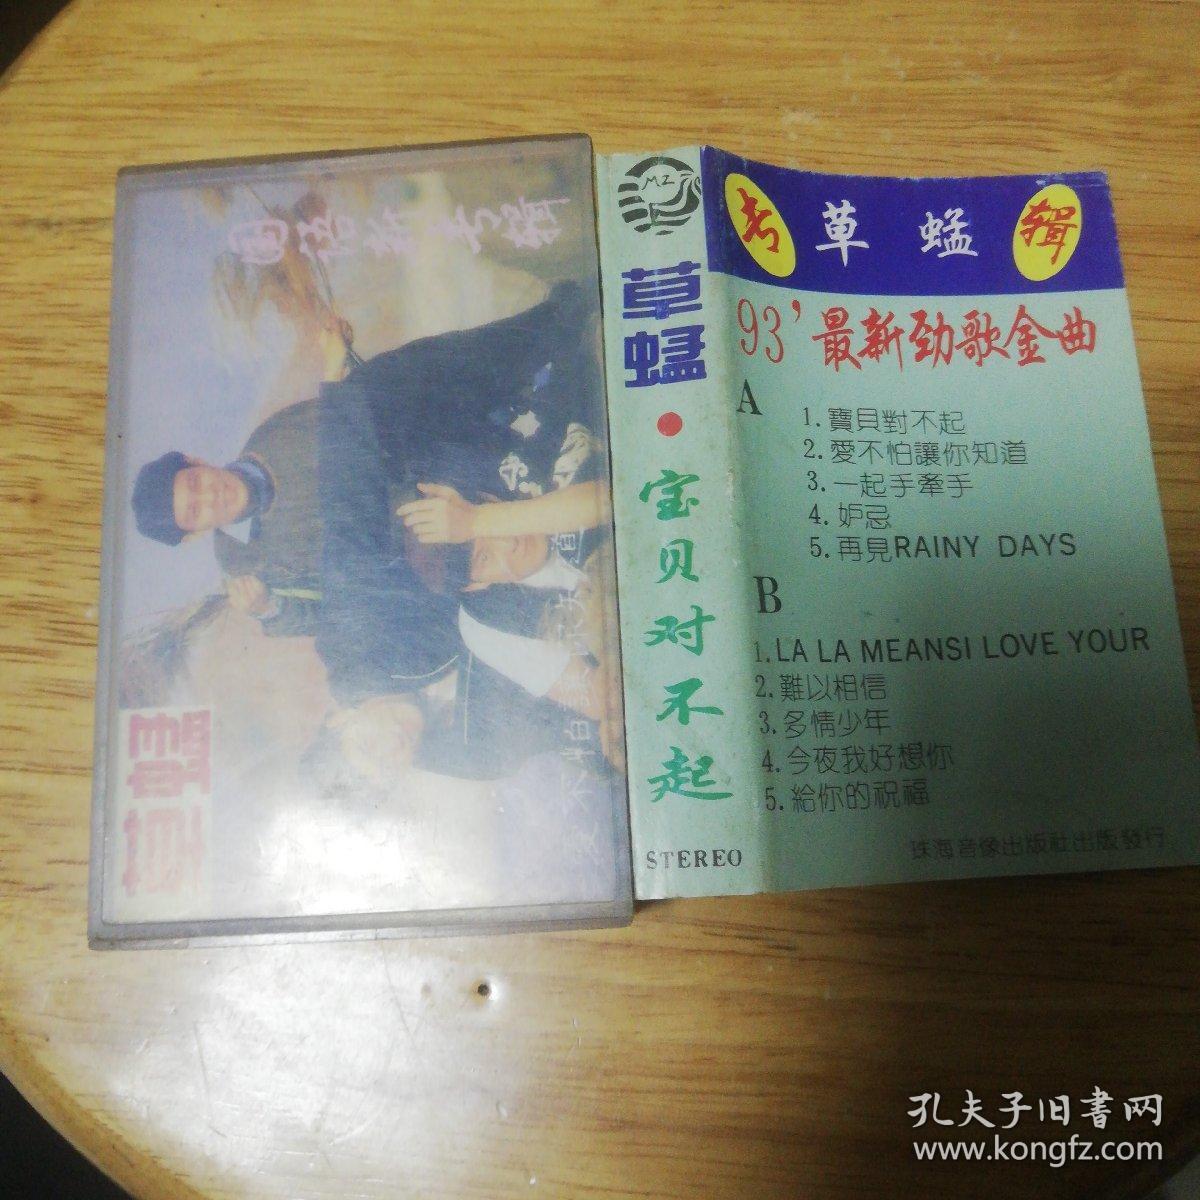 草蜢
MZ
草蜢·宝贝对不起
STEREO
草蜢
辑
93'最新劲歌金曲
A
1.寶貝對不起
2.愛不怕讓你知道
3.一起手牽手
4.妒忌
5.再見RAINY DAYS
B
1.LA LA MEANSI LOVE YOUR
2.難以相信
3.多情少年
4.今夜我好想你
5.給你的祝福
珠海音像出版社出版發行
孔夫子旧書网
www.kongfz.com